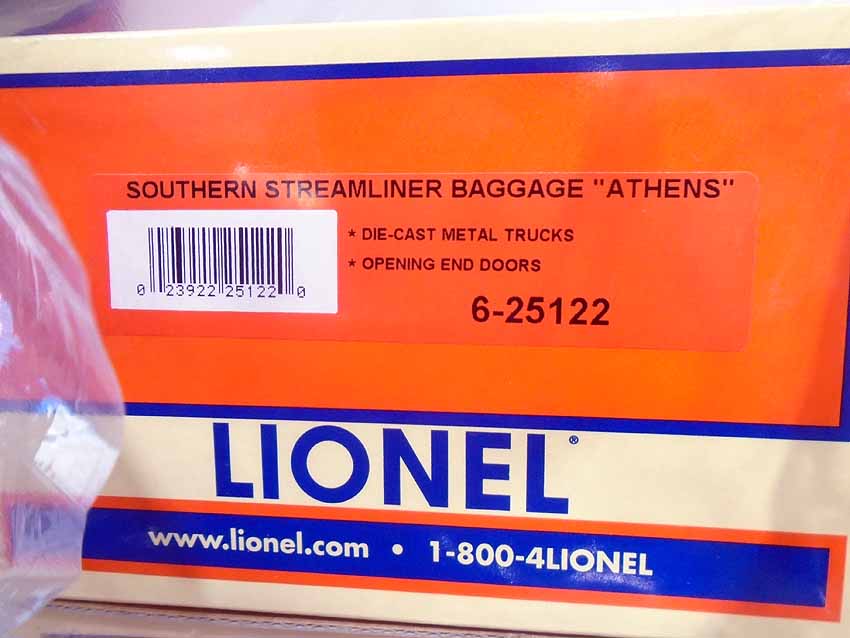 SOUTHERN STREAMLINER BAGGAGE "ATHENS"
* DIE-CAST METAL TRUCKS
* OPENING END DOORS
0 23922 25122 0
6-25122
LIONEL®
www.lionel.com • 1-800-4LIONEL